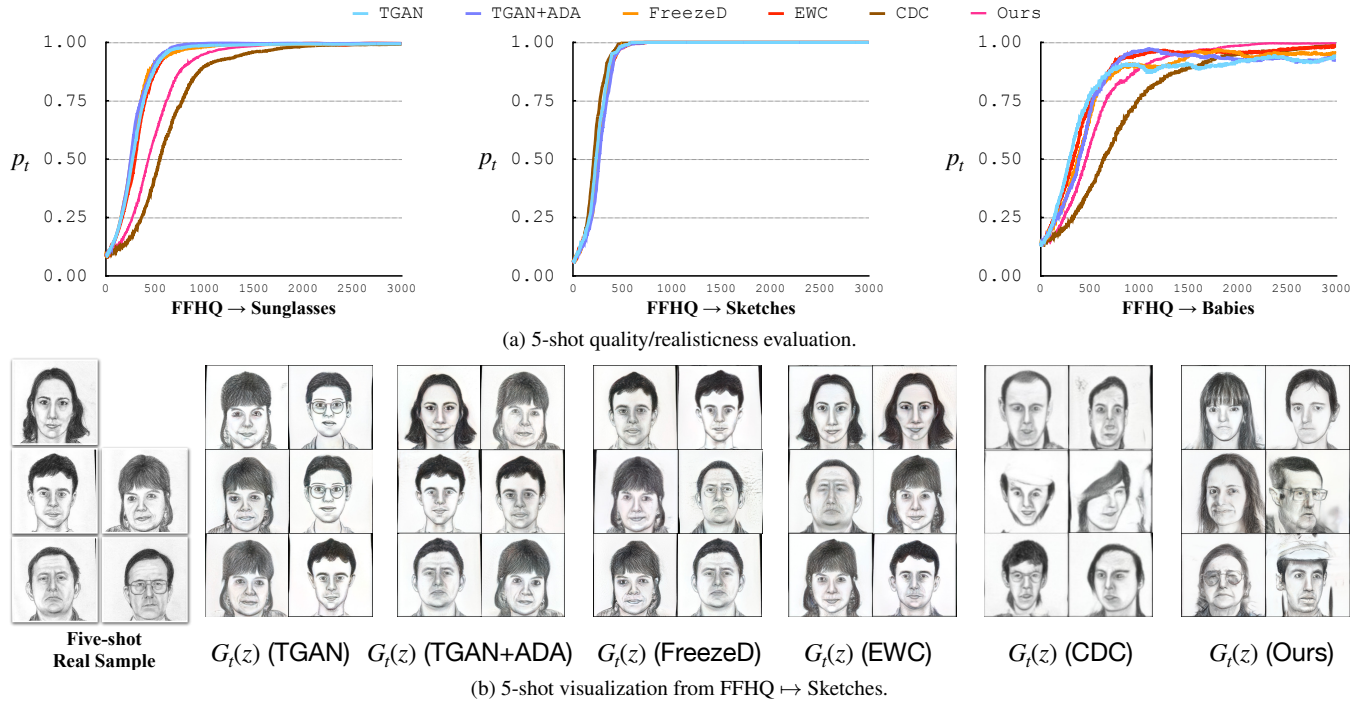 TGAN TGAN+ADA FreezeD EWC CDC Ours
1.00 1.00 1.00
0.75 0.75 0.75
p_t 0.50 p_t 0.50 p_t 0.50
0.25 0.25 0.25
0.00 0.00 0.00
0 500 1000 1500 2000 2500 3000 0 500 1000 1500 2000 2500 3000 0 500 1000 1500 2000 2500 3000
FFHQ → Sunglasses FFHQ → Sketches FFHQ → Babies
(a) 5-shot quality/realisticness evaluation.
Five-shot
Real Sample
G_t(z) (TGAN) G_t(z) (TGAN+ADA) G_t(z) (FreezeD) G_t(z) (EWC) G_t(z) (CDC) G_t(z) (Ours)
(b) 5-shot visualization from FFHQ ↦ Sketches.